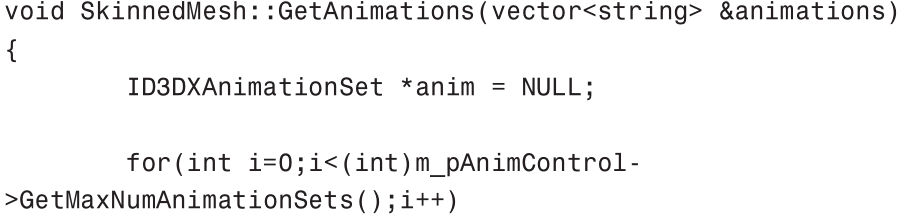 void SkinnedMesh::GetAnimations(vector<string> &animations)
{
ID3DXAnimationSet *anim = NULL;
for(int i=0;i<(int)m_pAnimControl-
>GetMaxNumAnimationSets();i++)